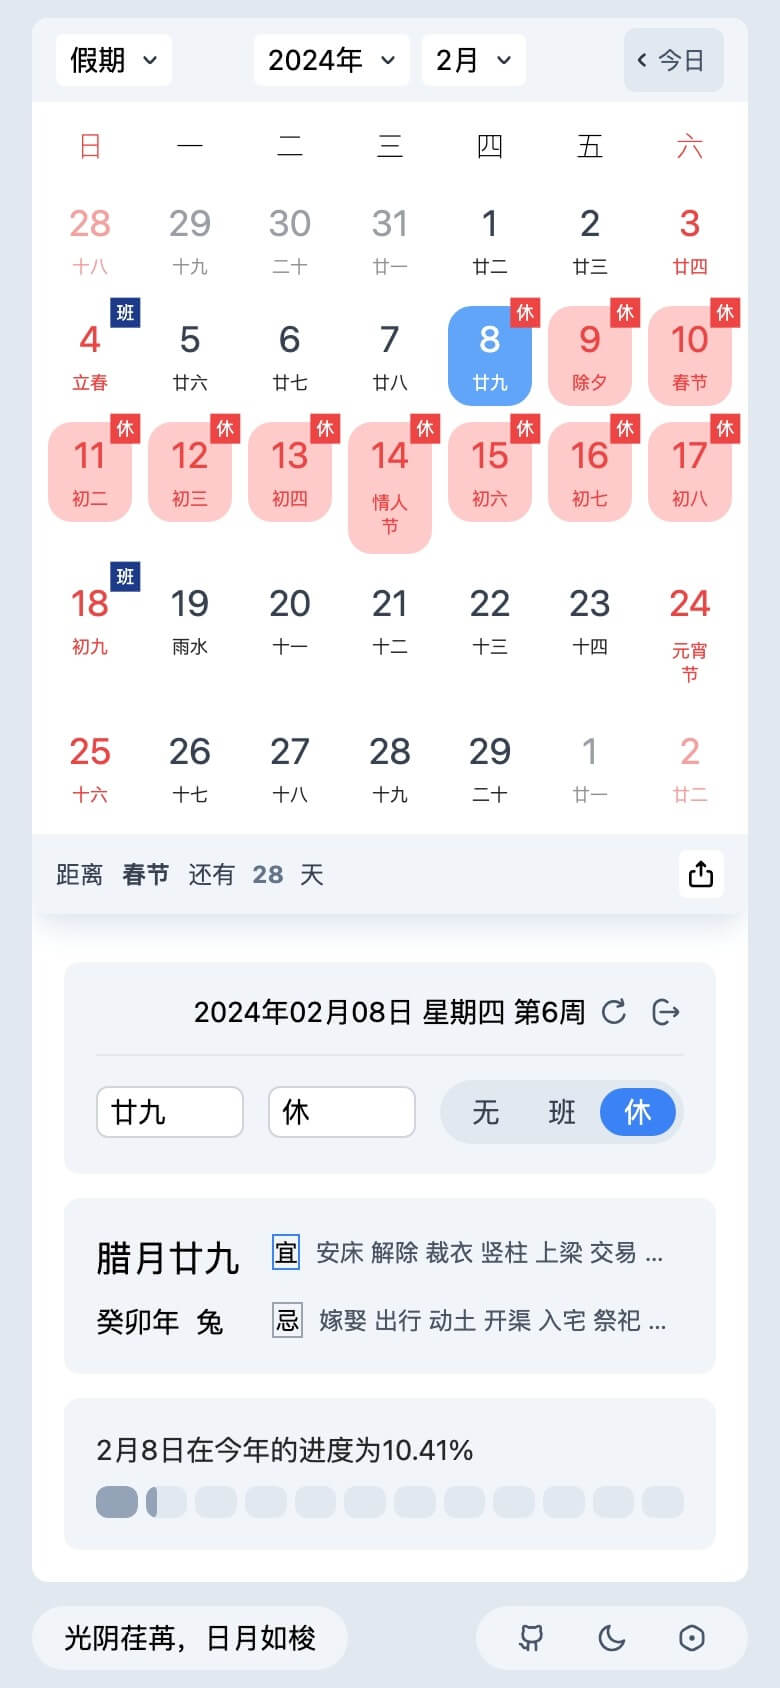 假期 2024年 2月 今日
日 一 二 三 四 五 六
28 29 30 31 1 2 3
十八 十九 二十 廿一 廿二 廿三 廿四
班 休 休 休
4 5 6 7 8 9 10
立春 廿六 廿七 廿八 廿九 除夕 春节
休 休 休 休 休 休 休
11 12 13 14 15 16 17
初二 初三 初四 情人节 初六 初七 初八
班
18 19 20 21 22 23 24
初九 雨水 十一 十二 十三 十四 元宵节
25 26 27 28 29 1 2
十六 十七 十八 十九 二十 廿一 廿二
距离 春节 还有 28 天
2024年02月08日 星期四 第6周
廿九 休 无 班 休
腊月廿九 宜 安床 解除 裁衣 竖柱 上梁 交易 ...
癸卯年 兔 忌 嫁娶 出行 动土 开渠 入宅 祭祀 ...
2月8日在今年的进度为10.41%
光阴荏苒，日月如梭